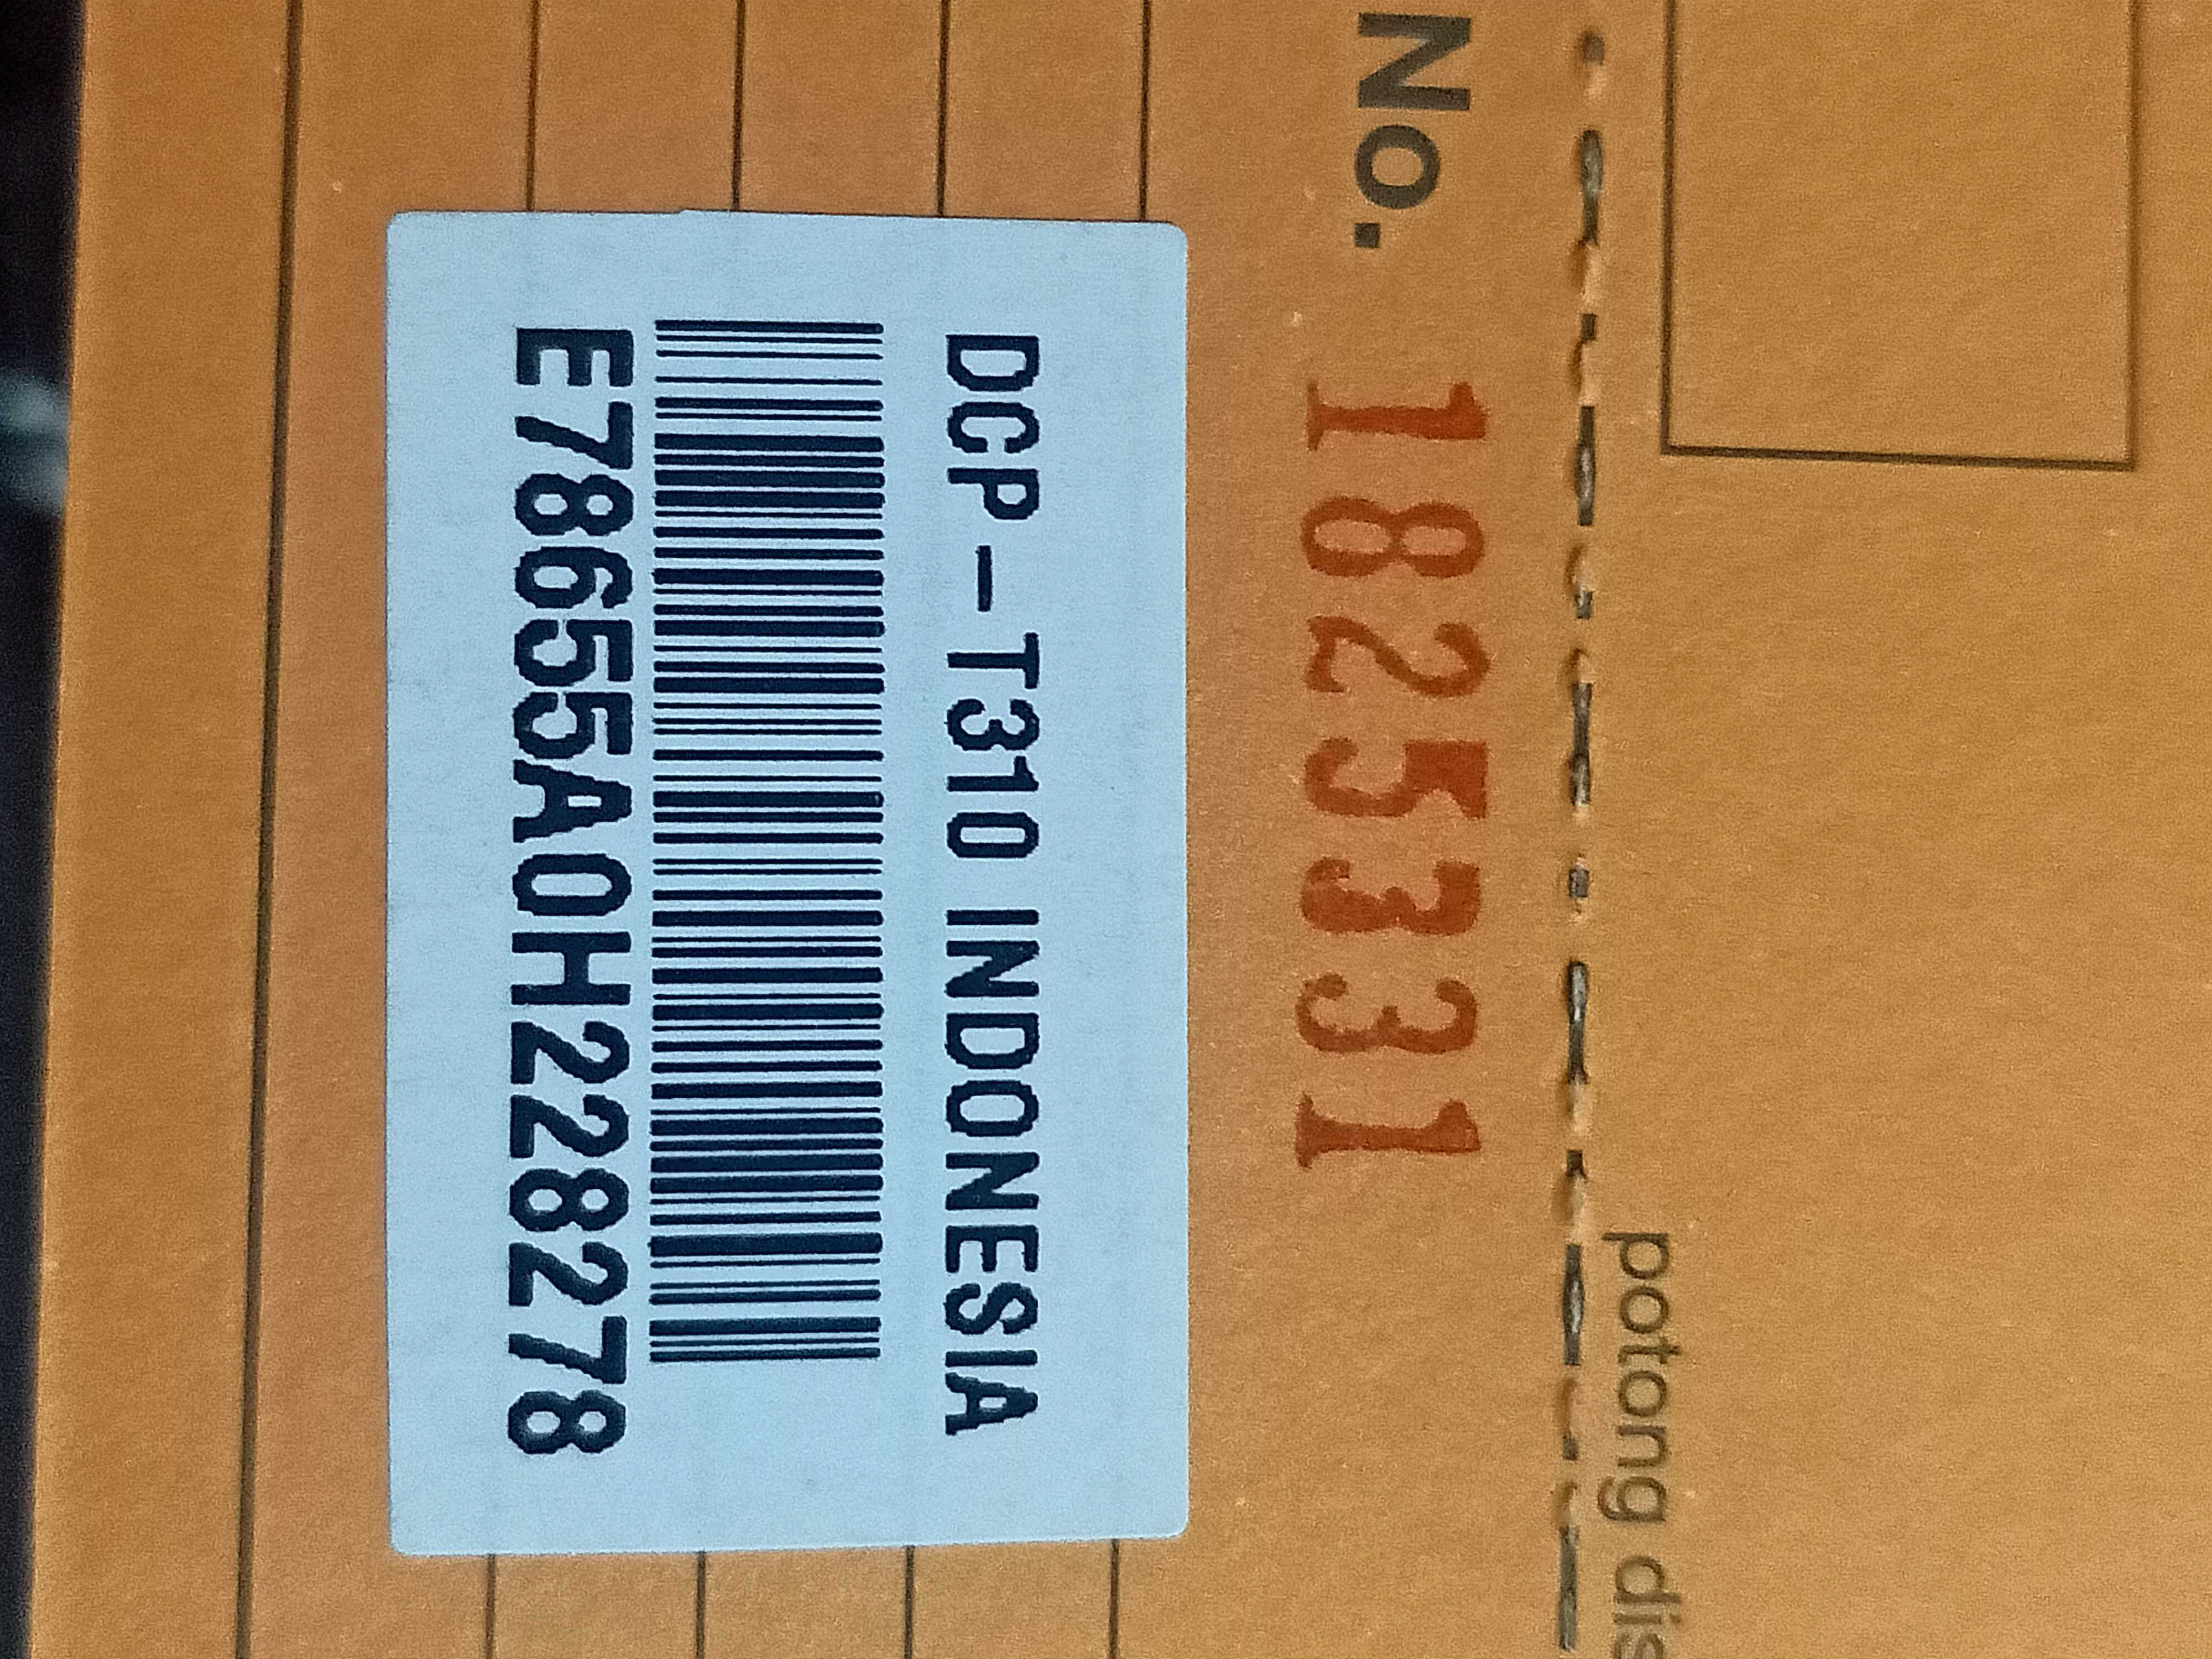 potong dis
No. 1825331
DCP-T310 INDONESIA
E78655A0H228278